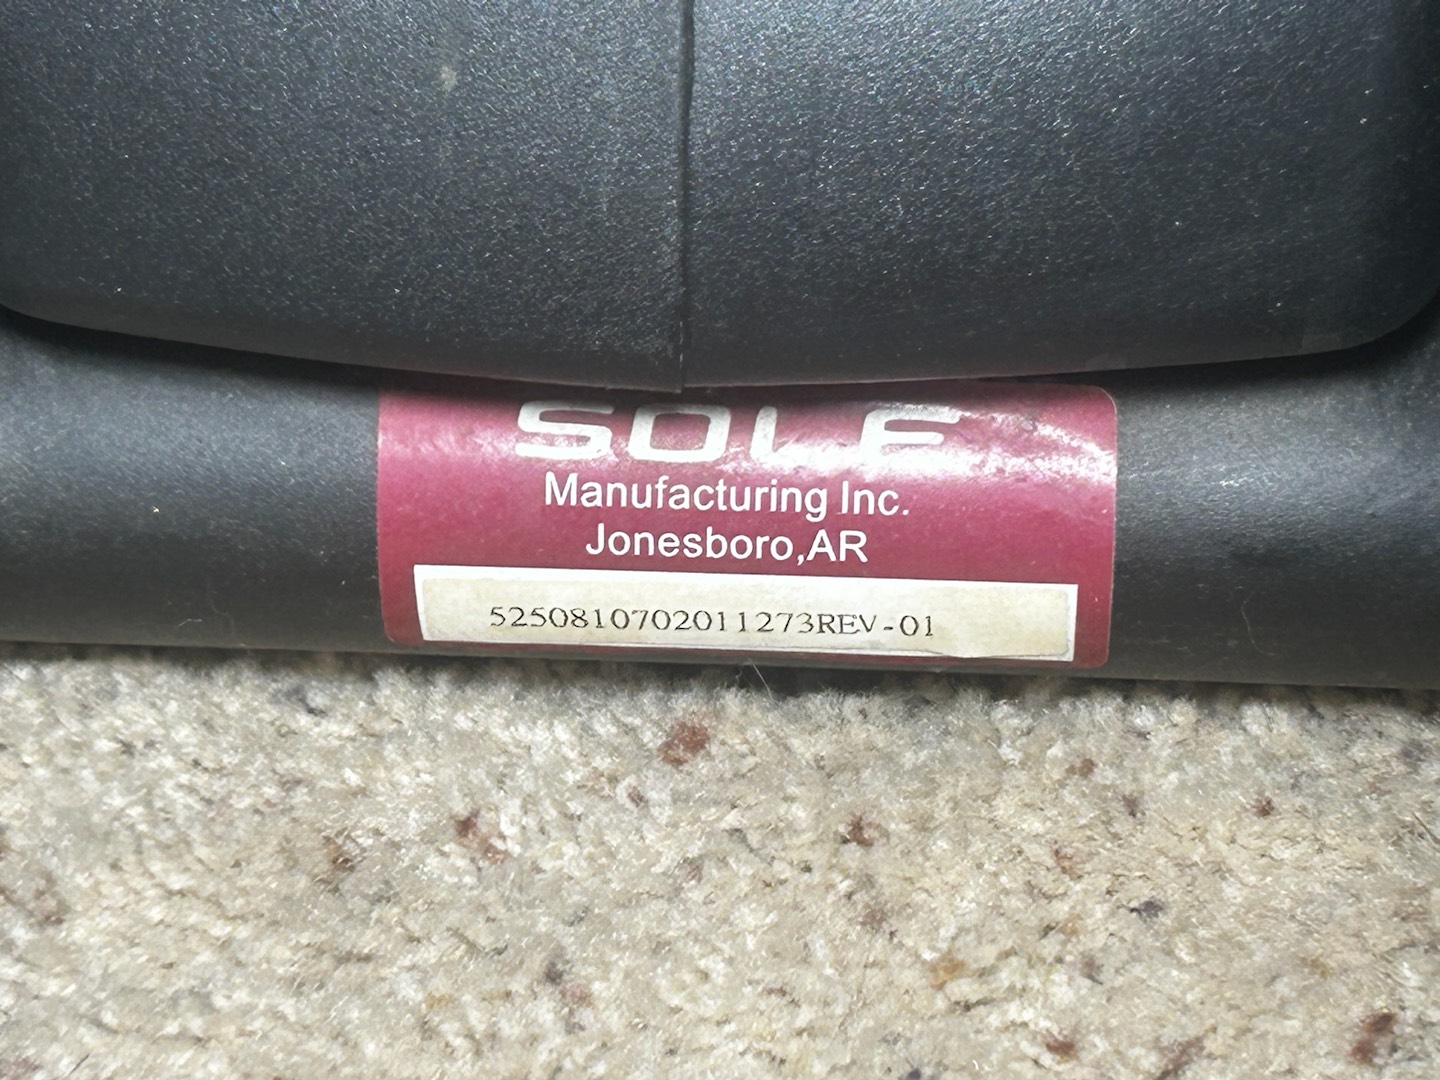 SOLE
Manufacturing Inc.
Jonesboro,AR
5250810702011273REV-01